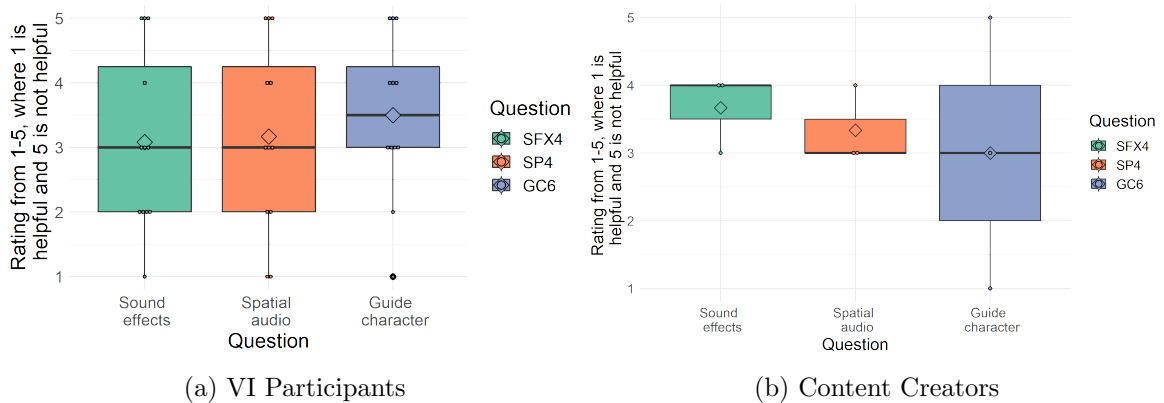 Rating from 1-5, where 1 is
helpful and 5 is not helpful
5
4
3
2
1
Sound
effects
Spatial
audio
Guide
character
Question
Question
SFX4
SP4
GC6
(a) VI Participants
Rating from 1-5, where 1 is
helpful and 5 is not helpful
5
4
3
2
1
Sound
effects
Spatial
audio
Guide
character
Question
Question
SFX4
SP4
GC6
(b) Content Creators